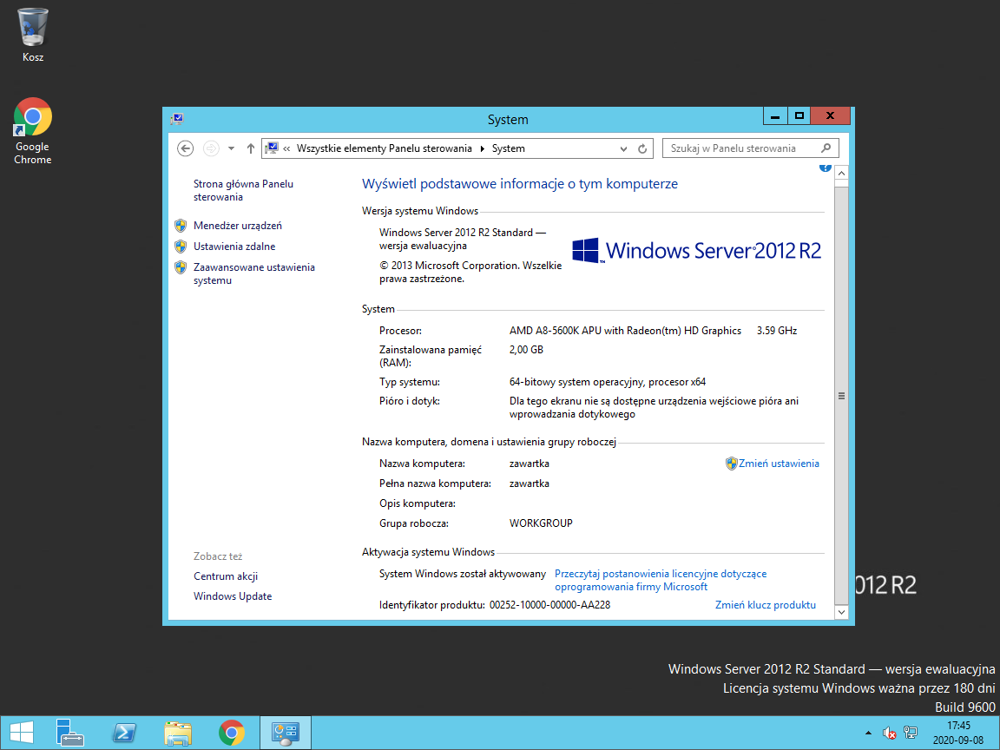 Kosz
Google
Chrome
System
« Wszystkie elementy Panelu sterowania System
Szukaj w Panelu sterowania
Strona główna Panelu
sterowania
Menedżer urządzeń
Ustawienia zdalne
Zaawansowane ustawienia
systemu
Zobacz też
Centrum akcji
Windows Update
Wyświetl podstawowe informacje o tym komputerze
Wersja systemu Windows
Windows Server 2012 R2 Standard —
wersja ewaluacyjna
© 2013 Microsoft Corporation. Wszelkie
prawa zastrzeżone.
Windows Server 2012 R2
System
Procesor: AMD A8-5600K APU with Radeon(tm) HD Graphics 3.59 GHz
Zainstalowana pamięć 2,00 GB
(RAM):
Typ systemu: 64-bitowy system operacyjny, procesor x64
Pióro i dotyk: Dla tego ekranu nie są dostępne urządzenia wejściowe pióra ani
wprowadzania dotykowego
Nazwa komputera, domena i ustawienia grupy roboczej
Nazwa komputera: zawartka Zmień ustawienia
Pełna nazwa komputera: zawartka
Opis komputera:
Grupa robocza: WORKGROUP
Aktywacja systemu Windows
System Windows został aktywowany Przeczytaj postanowienia licencyjne dotyczące
oprogramowania firmy Microsoft
Identyfikator produktu: 00252-10000-00000-AA228 Zmień klucz produktu
012 R2
Windows Server 2012 R2 Standard — wersja ewaluacyjna
Licencja systemu Windows ważna przez 180 dni
Build 9600
17:45
2020-09-08